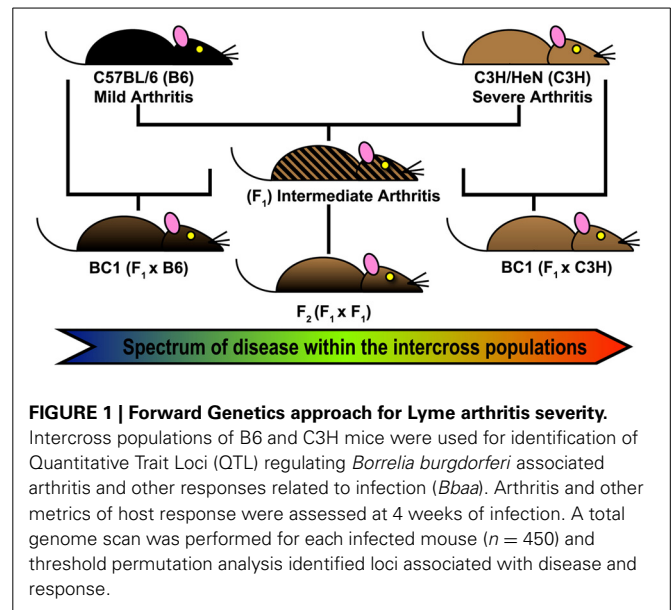 C57BL/6 (B6)
Mild Arthritis
C3H/HeN (C3H)
Severe Arthritis
(F₁) Intermediate Arthritis
BC1 (F₁ x B6)
BC1 (F₁ x C3H)
F₂ (F₁ x F₁)
Spectrum of disease within the intercross populations
FIGURE 1 | Forward Genetics approach for Lyme arthritis severity.
Intercross populations of B6 and C3H mice were used for identification of
Quantitative Trait Loci (QTL) regulating Borrelia burgdorferi associated
arthritis and other responses related to infection (Bbaa). Arthritis and other
metrics of host response were assessed at 4 weeks of infection. A total
genome scan was performed for each infected mouse (n = 450) and
threshold permutation analysis identified loci associated with disease and
response.